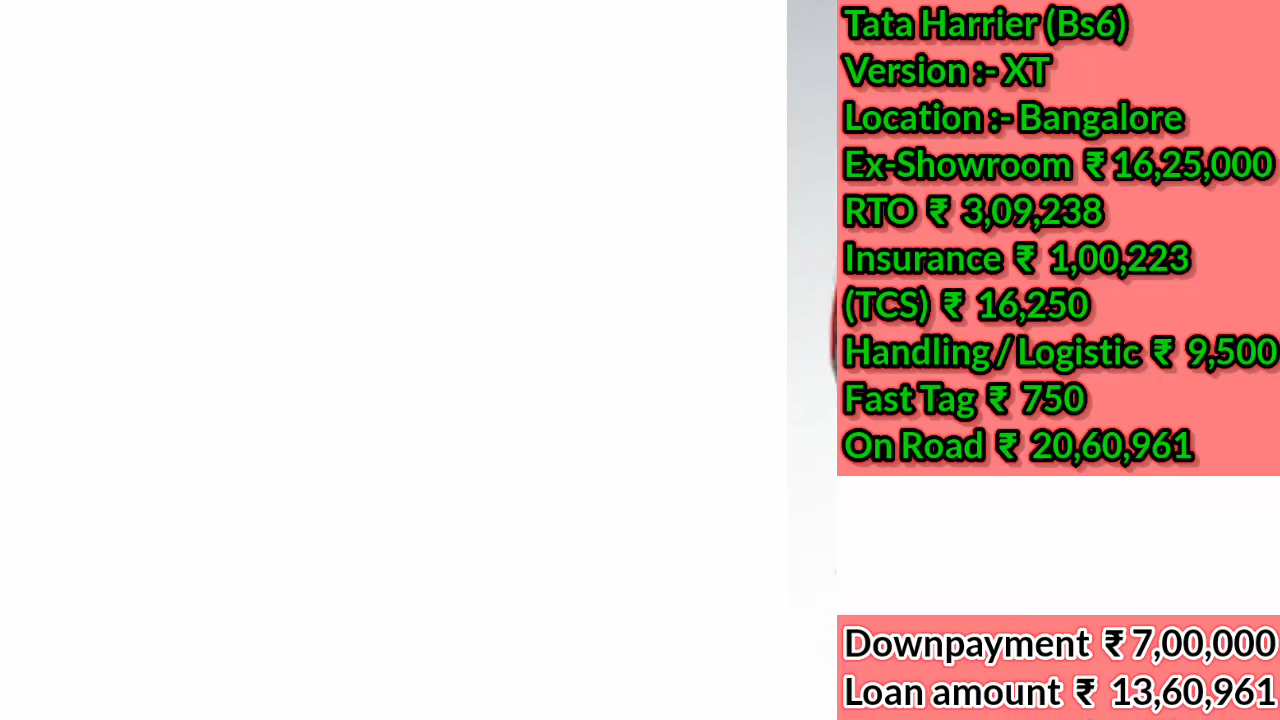 Tata Harrier (Bs6)
Version :- XT
Location :- Bangalore
Ex-Showroom ₹ 16,25,000
RTO ₹ 3,09,238
Insurance ₹ 1,00,223
(TCS) ₹ 16,250
Handling / Logistic ₹ 9,500
Fast Tag ₹ 750
On Road ₹ 20,60,961
Downpayment ₹ 7,00,000
Loan amount ₹ 13,60,961